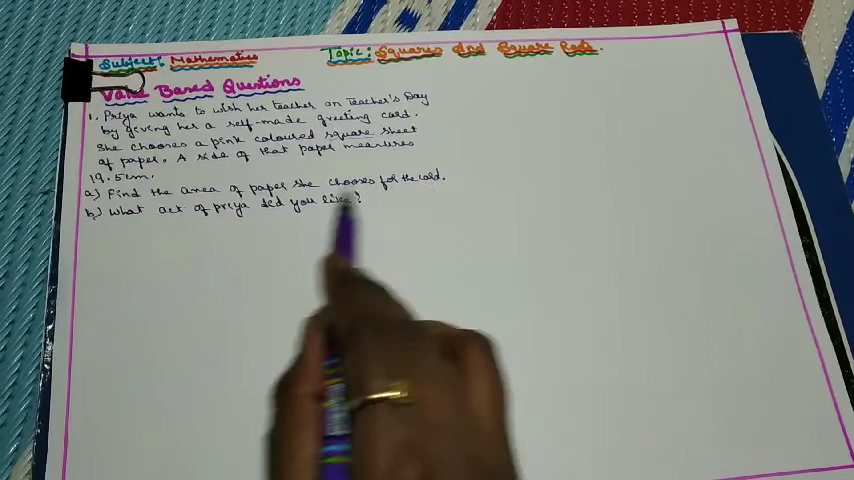 Subject: Mathematics
Topic: Squares and Square Roots.
Value Based Questions
1. Priya wants to wish her teacher on Teacher's Day
by giving her a self-made greeting card.
She chooses a pink coloured square sheet
of paper. A side of that paper measures
19.5cm.
a) Find the area of paper she chooses for the card.
b) What act of priya did you like?